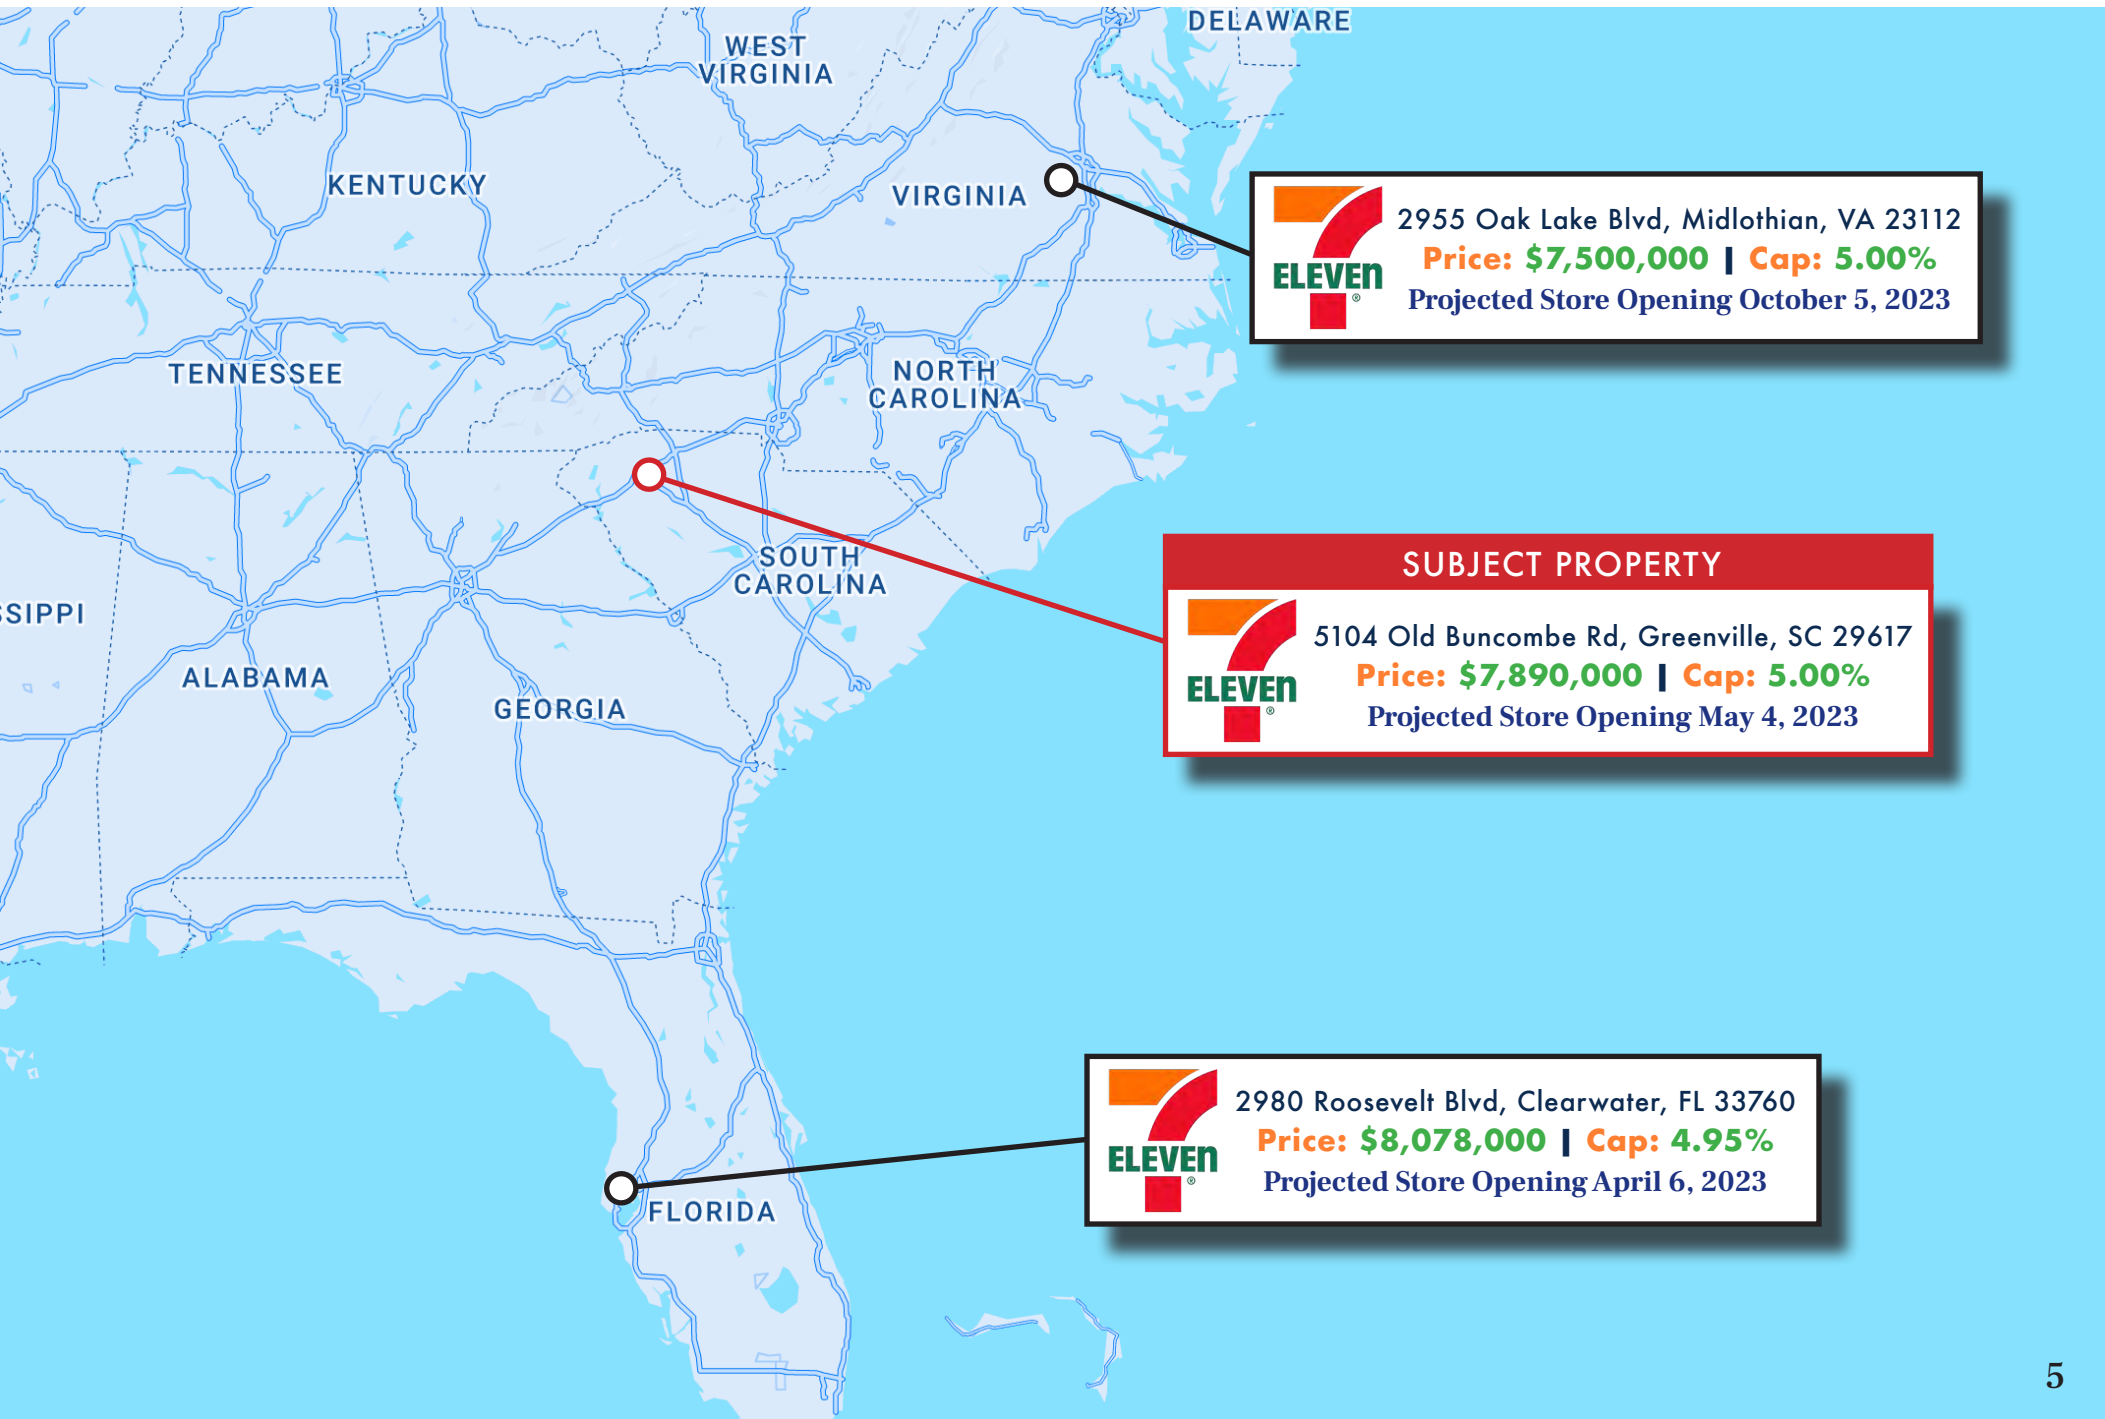 DELAWARE
WEST
VIRGINIA
KENTUCKY
VIRGINIA
7
ELEVEn
®
2955 Oak Lake Blvd, Midlothian, VA 23112
Price: $7,500,000 | Cap: 5.00%
Projected Store Opening October 5, 2023
TENNESSEE
NORTH
CAROLINA
SOUTH
CAROLINA
SUBJECT PROPERTY
7
ELEVEn
®
5104 Old Buncombe Rd, Greenville, SC 29617
Price: $7,890,000 | Cap: 5.00%
Projected Store Opening May 4, 2023
SSIPPI
ALABAMA
GEORGIA
7
ELEVEn
®
2980 Roosevelt Blvd, Clearwater, FL 33760
Price: $8,078,000 | Cap: 4.95%
Projected Store Opening April 6, 2023
FLORIDA
5